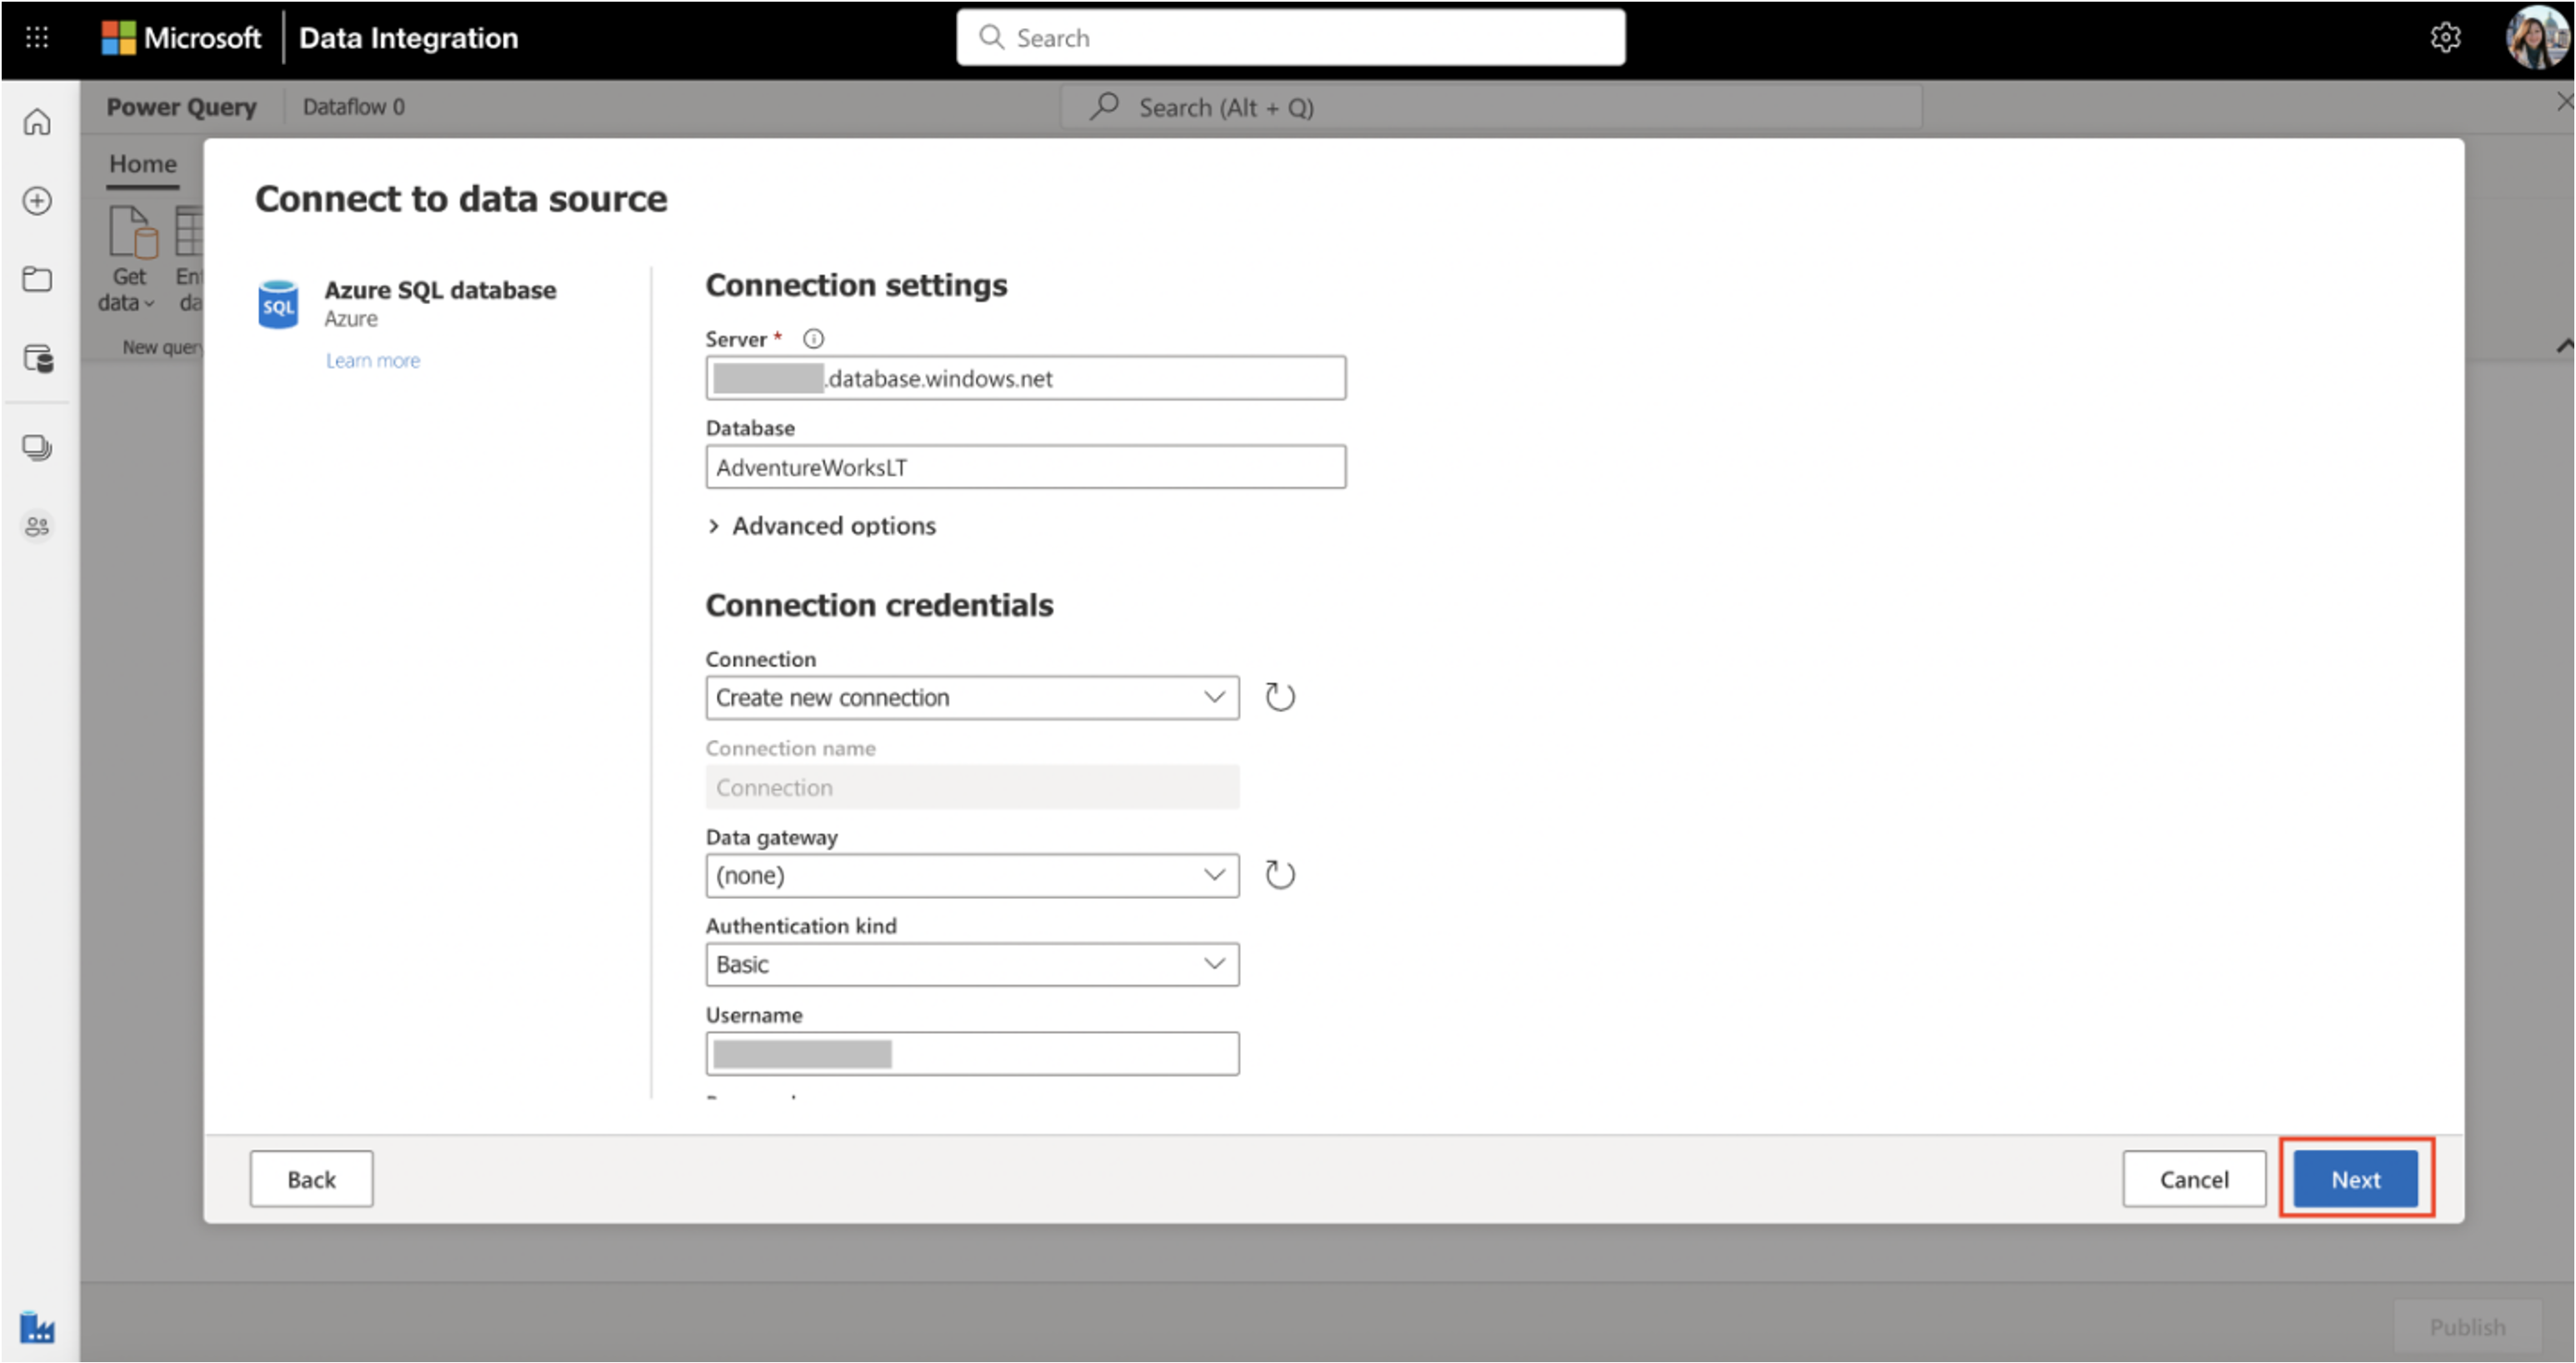 Microsoft
Data Integration
Search
Power Query
Dataflow 0
Search (Alt + Q)
Home
Get
data
Ent
da
New query
Connect to data source
SQL
Azure SQL database
Azure
Learn more
Connection settings
Server *
.database.windows.net
Database
AdventureWorksLT
Advanced options
Connection credentials
Connection
Create new connection
Connection name
Connection
Data gateway
(none)
Authentication kind
Basic
Username
Back
Cancel
Next
Publish